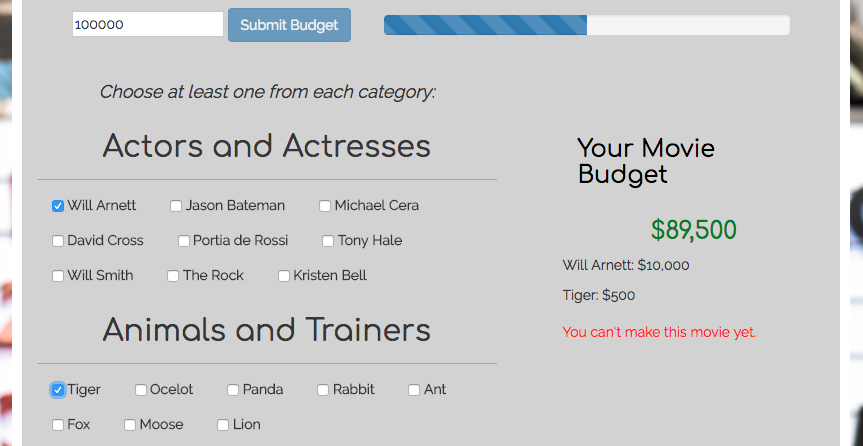 100000 Submit Budget
Choose at least one from each category:
Actors and Actresses
Will Arnett Jason Bateman Michael Cera
David Cross Portia de Rossi Tony Hale
Will Smith The Rock Kristen Bell
Animals and Trainers
Tiger Ocelot Panda Rabbit Ant
Fox Moose Lion
Your Movie
Budget
$89,500
Will Arnett: $10,000
Tiger: $500
You can't make this movie yet.